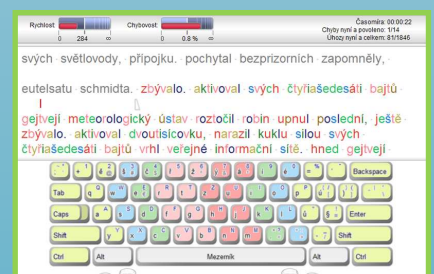 Rychlost
0 284 ∞
Chybovost
0 0.8 % ∞
Časomíra: 00:00:22
Chyby nyní a povoleno: 1/14
Úhozy nyní a celkem: 81/1846
svých světlovody, přípojku. pochytal bezprizorních zapomněly,
eutelsatu schmidta. zbývalo. aktivoval svých čtyřiašedesáti bajtů
gejtvejí meteorologický ústav roztočil robin upnul poslední, ještě
zbývalo. aktivoval dvoutisícovku, narazil kuklu silou svých
čtyřiašedesáti bajtů vrhl veřejné informační sítě. hned gejtvejí
Backspace
Tab Q W E R T Z U I O P
Caps A S D F G H J K L Enter
Shift Y X C V B N M Shift
Ctrl Alt Mezerník Alt Ctrl